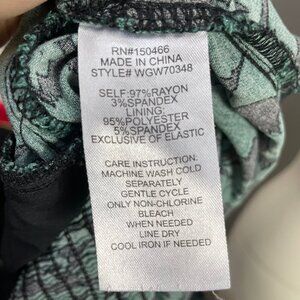 RN#150466
MADE IN CHINA
STYLE# WGW70348
SELF:97%RAYON
3%SPANDEX
LINING:
95%POLYESTER
5%SPANDEX
EXCLUSIVE OF ELASTIC
CARE INSTRUCTION:
MACHINE WASH COLD
SEPARATELY
GENTLE CYCLE
ONLY NON-CHLORINE
BLEACH
WHEN NEEDED
LINE DRY
COOL IRON IF NEEDED